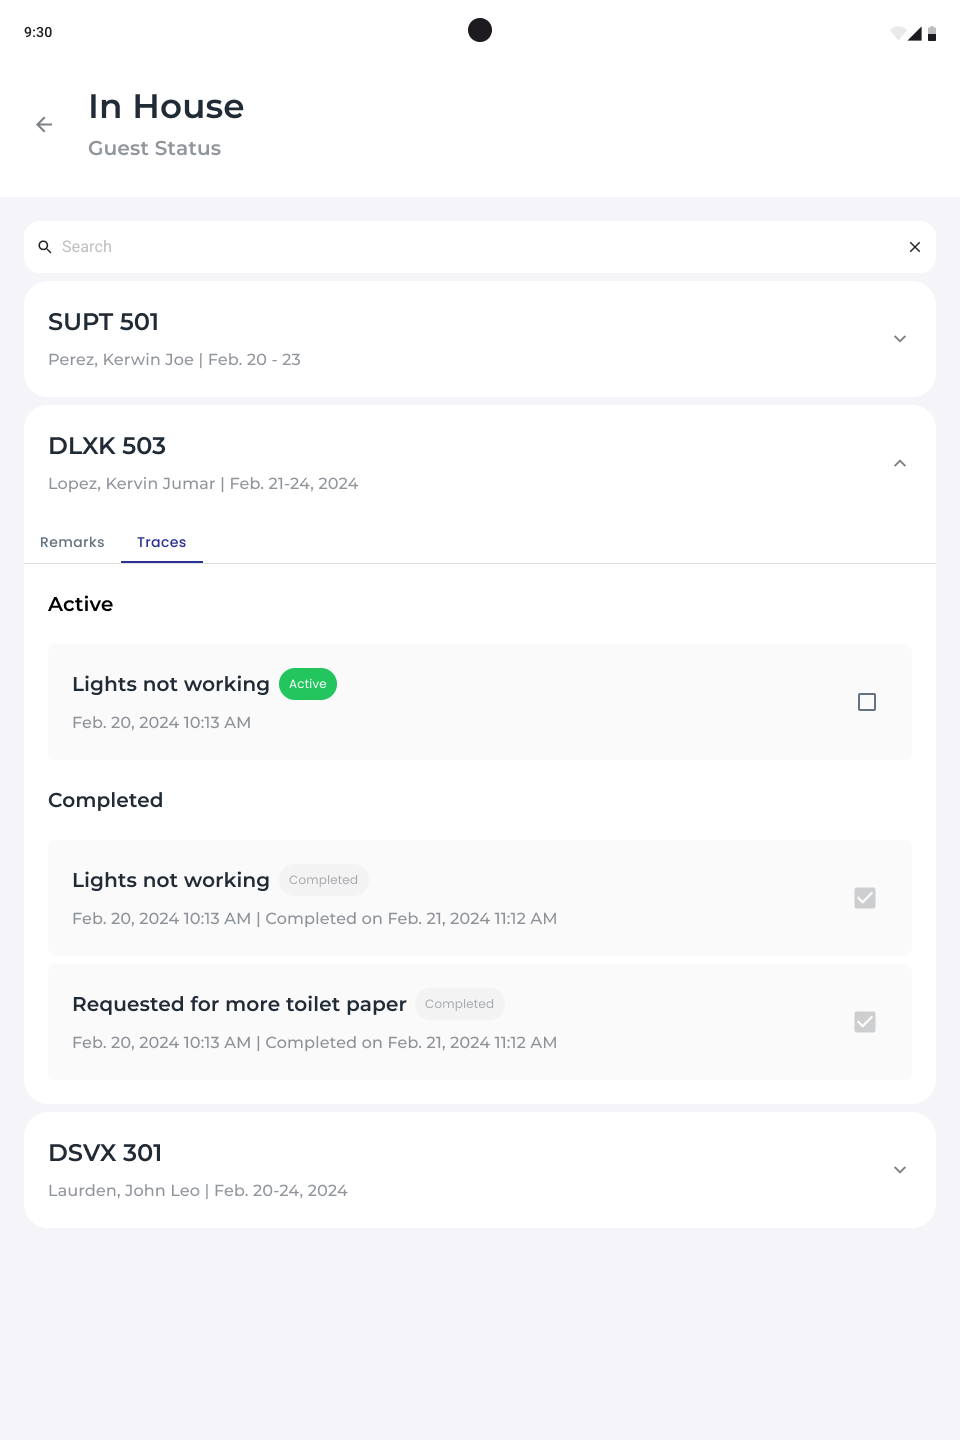 9:30
In House
Guest Status
Search
SUPT 501
Perez, Kerwin Joe | Feb. 20 - 23
DLXK 503
Lopez, Kervin Jumar | Feb. 21-24, 2024
Remarks Traces
Active
Lights not working Active
Feb. 20, 2024 10:13 AM
Completed
Lights not working Completed
Feb. 20, 2024 10:13 AM | Completed on Feb. 21, 2024 11:12 AM
Requested for more toilet paper Completed
Feb. 20, 2024 10:13 AM | Completed on Feb. 21, 2024 11:12 AM
DSVX 301
Laurden, John Leo | Feb. 20-24, 2024